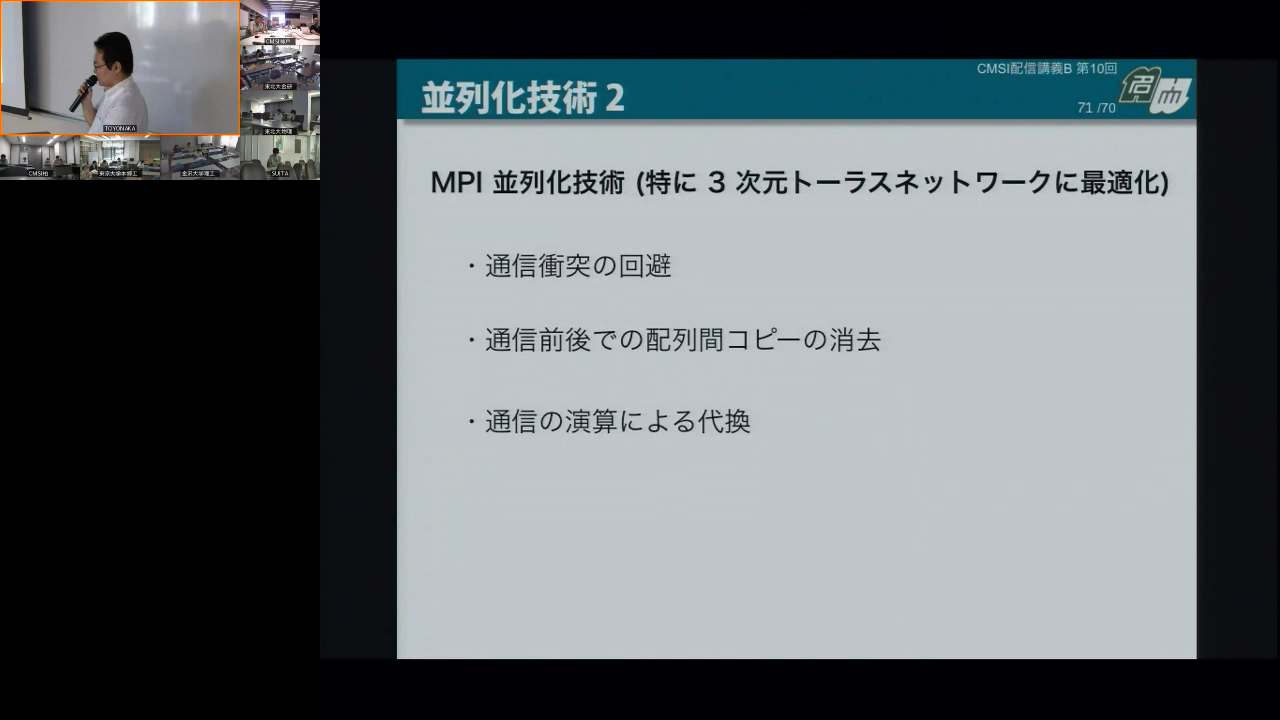 TOYONAKA
CMSI神戸
東北大金研
東北大物理
CMSI柏
東京大学本郷工
金沢大学理工
SUITA
CMSI配信講義B 第10回
並列化技術 2
71 /70
MPI 並列化技術 (特に 3 次元トーラスネットワークに最適化)
・通信衝突の回避
・通信前後での配列間コピーの消去
・通信の演算による代換